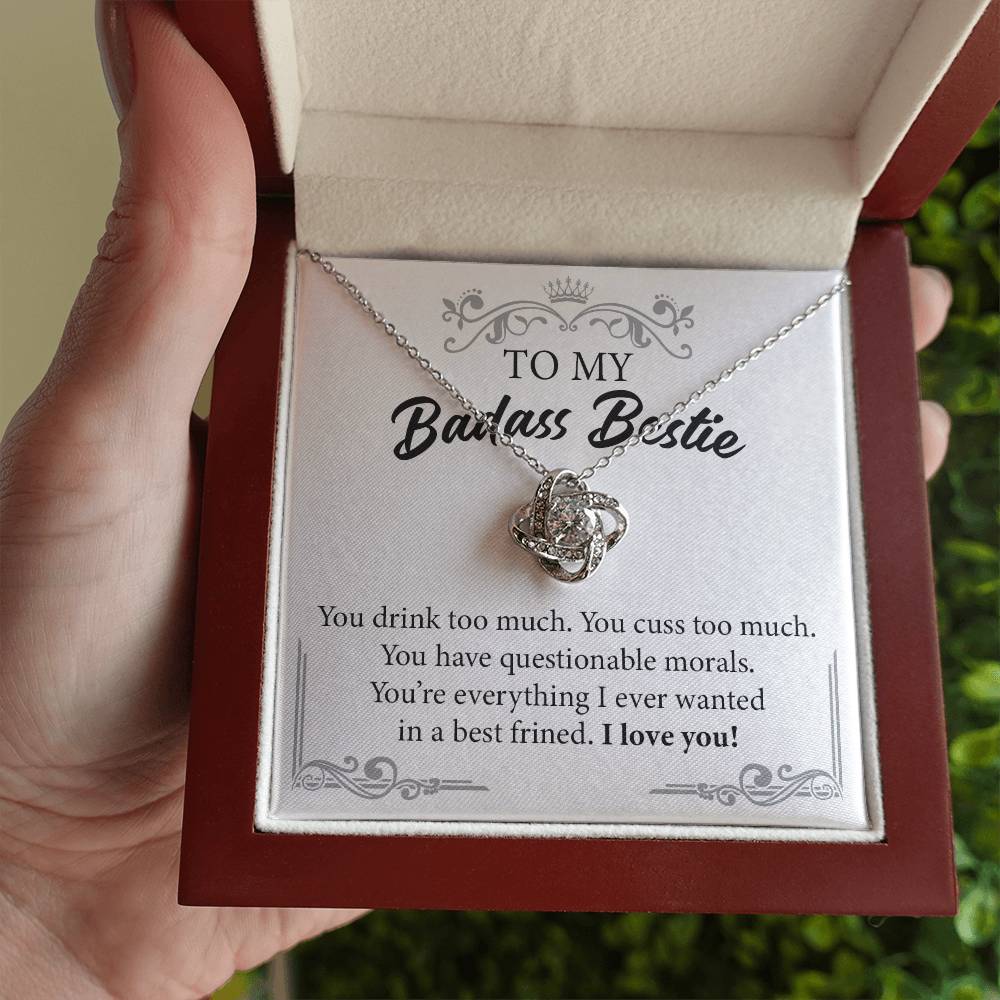 TO MY
Badass Bestie
You drink too much. You cuss too much.
You have questionable morals.
You’re everything I ever wanted
in a best frined. I love you!